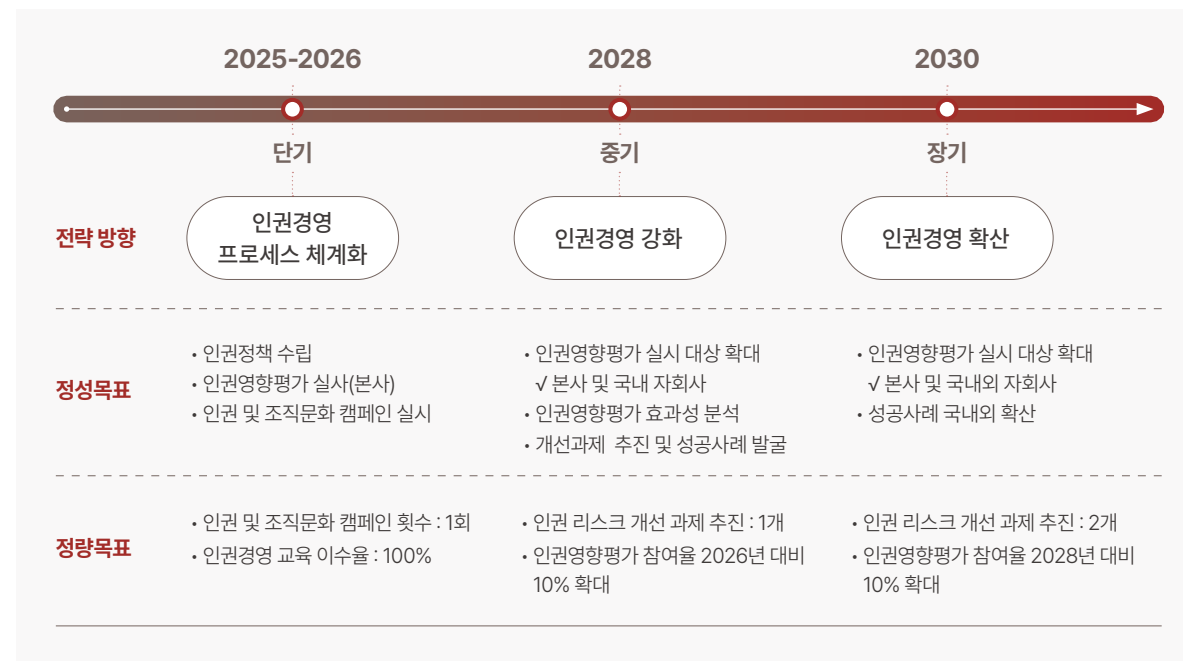 2025-2026
2028
2030
단기
중기
장기
전략 방향
인권경영
프로세스 체계화
인권경영 강화
인권경영 확산
정성목표
• 인권정책 수립
• 인권영향평가 실사(본사)
• 인권 및 조직문화 캠페인 실시
• 인권영향평가 실시 대상 확대
√ 본사 및 국내 자회사
• 인권영향평가 효과성 분석
• 개선과제 추진 및 성공사례 발굴
• 인권영향평가 실시 대상 확대
√ 본사 및 국내외 자회사
• 성공사례 국내외 확산
정량목표
• 인권 및 조직문화 캠페인 횟수 : 1회
• 인권경영 교육 이수율 : 100%
• 인권 리스크 개선 과제 추진 : 1개
• 인권영향평가 참여율 2026년 대비
10% 확대
• 인권 리스크 개선 과제 추진 : 2개
• 인권영향평가 참여율 2028년 대비
10% 확대